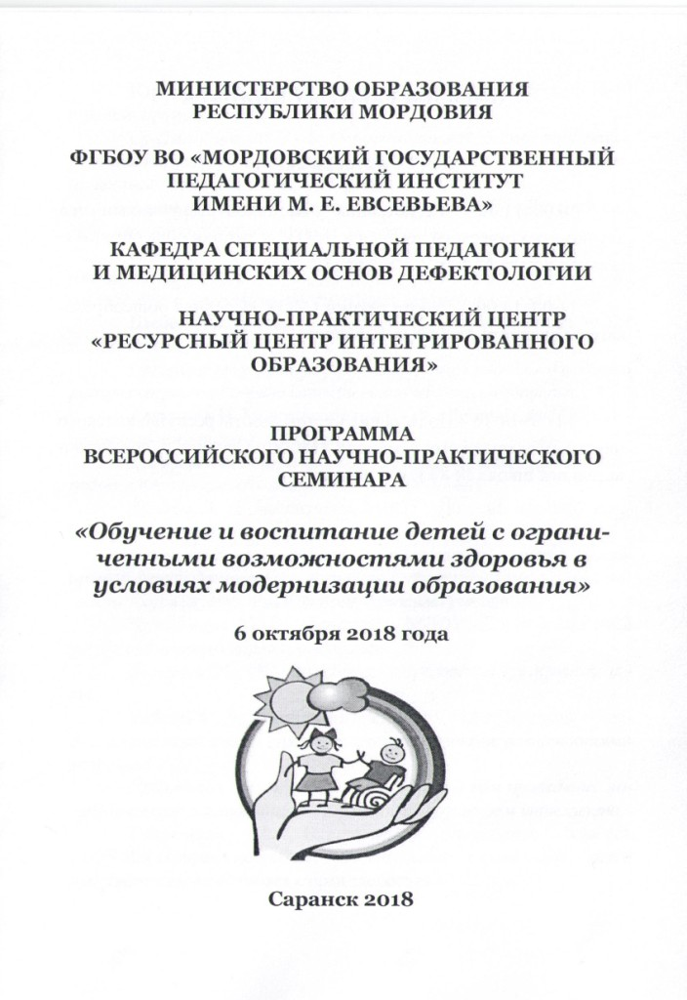 МИНИСТЕРСТВО ОБРАЗОВАНИЯ
РЕСПУБЛИКИ МОРДОВИЯ
ФГБОУ ВО «МОРДОВСКИЙ ГОСУДАРСТВЕННЫЙ
ПЕДАГОГИЧЕСКИЙ ИНСТИТУТ
ИМЕНИ М. Е. ЕВСЕВЬЕВА»
КАФЕДРА СПЕЦИАЛЬНОЙ ПЕДАГОГИКИ
И МЕДИЦИНСКИХ ОСНОВ ДЕФЕКТОЛОГИИ
НАУЧНО-ПРАКТИЧЕСКИЙ ЦЕНТР
«РЕСУРСНЫЙ ЦЕНТР ИНТЕГРИРОВАННОГО
ОБРАЗОВАНИЯ»
ПРОГРАММА
ВСЕРОССИЙСКОГО НАУЧНО-ПРАКТИЧЕСКОГО
СЕМИНАРА
«Обучение и воспитание детей с ограни-
ченными возможностями здоровья в
условиях модернизации образования»
6 октября 2018 года
Саранск 2018